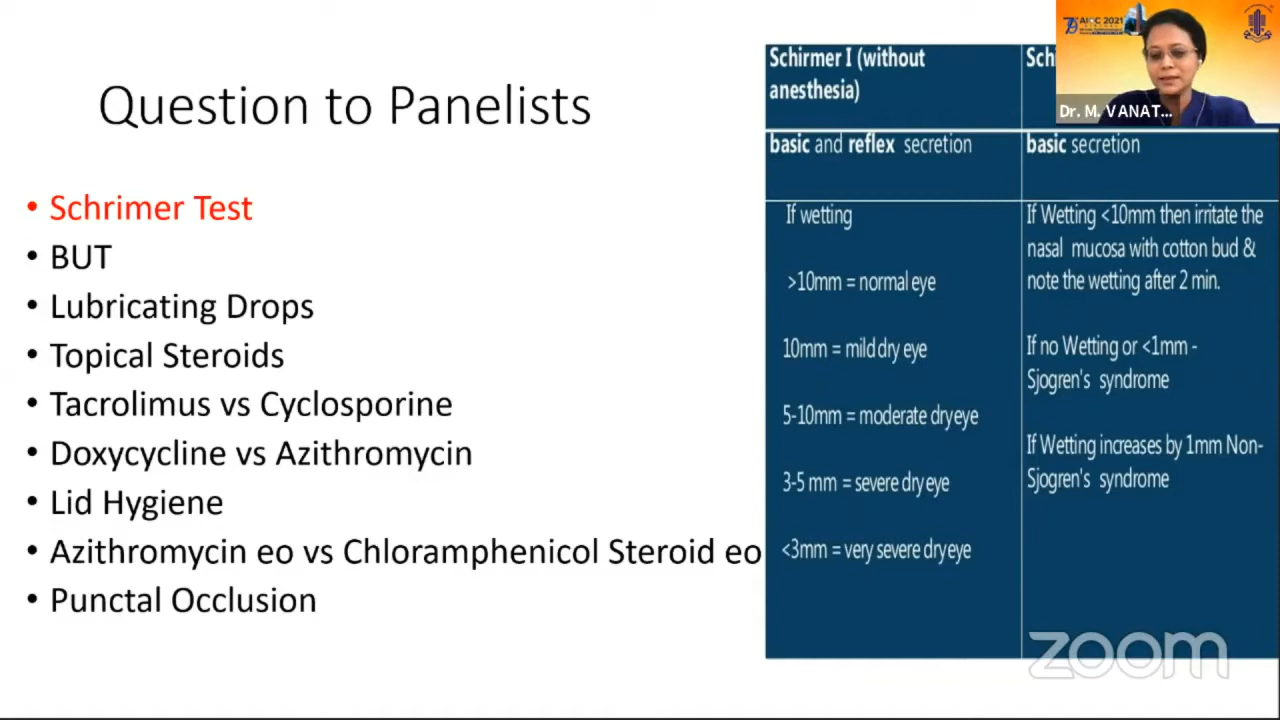 Question to Panelists
• Schrimer Test
• BUT
• Lubricating Drops
• Topical Steroids
• Tacrolimus vs Cyclosporine
• Doxycycline vs Azithromycin
• Lid Hygiene
• Azithromycin eo vs Chloramphenicol Steroid eo
• Punctal Occlusion
Schirmer I (without
anesthesia)
basic and reflex secretion
If wetting
>10mm = normal eye
10mm = mild dry eye
5-10mm = moderate dry eye
3-5 mm = severe dry eye
<3mm = very severe dry eye
Schi
basic secretion
If Wetting <10mm then irritate the
nasal mucosa with cotton bud &
note the wetting after 2 min.
If no Wetting or <1mm -
Sjogren's syndrome
If Wetting increases by 1mm Non-
Sjogren's syndrome
AIOC 2021
Dr. M. VANAT...
zoom